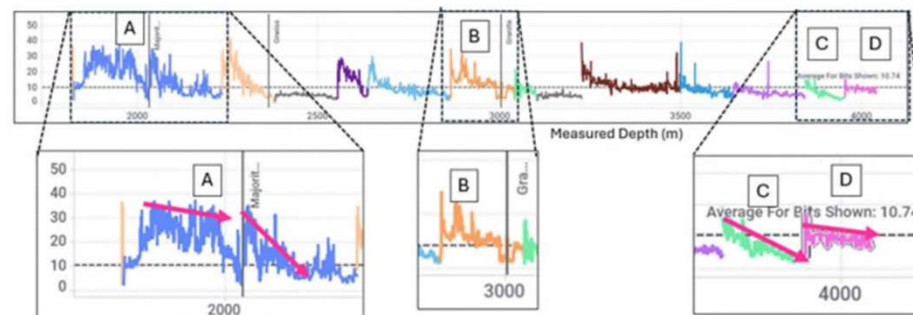 50
40
30
20
10
0
A
Majorit...
Gneiss
B
Granite
C
D
Average For Bits Shown: 10.74
2000
2500
3000
3500
4000
Measured Depth (m)
50
40
30
20
10
0
A
Majorit...
2000
B
Gra...
3000
C
D
Average For Bits Shown: 10.74
4000